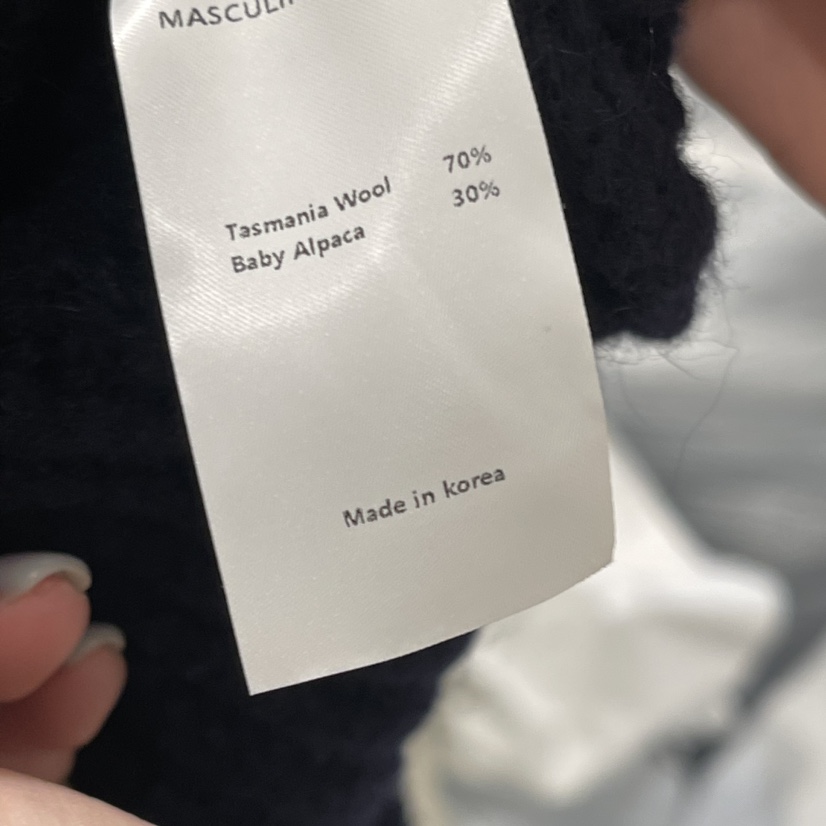 Tasmania Wool 70%
Baby Alpaca 30%
Made in korea